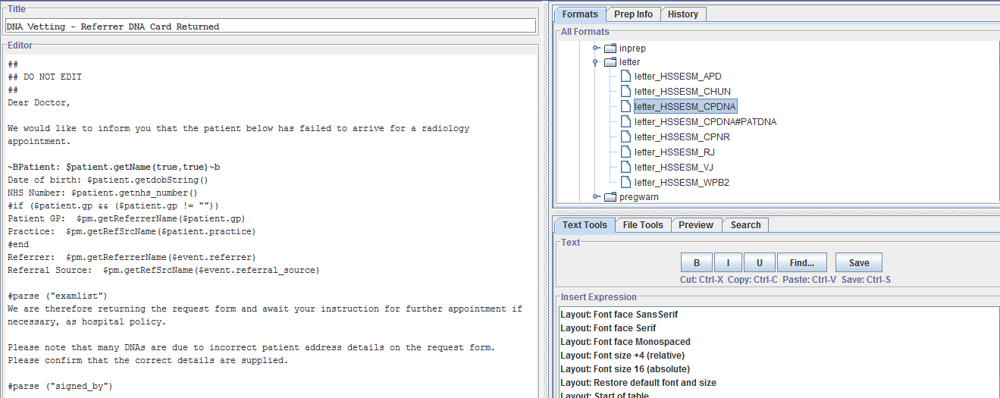 Title
DNA Vetting - Referrer DNA Card Returned
Editor
##
## DO NOT EDIT
##
Dear Doctor,
We would like to inform you that the patient below has failed to arrive for a radiology
appointment.
~BPatient: $patient.getName(true,true)~b
Date of birth: $patient.getdobString()
NHS Number: $patient.getnhs_number()
#if ($patient.gp && ($patient.gp != ""))
Patient GP:  $pm.getReferrerName($patient.gp)
Practice:  $pm.getRefSrcName($patient.practice)
#end
Referrer:  $pm.getReferrerName($event.referrer)
Referral Source:  $pm.getRefSrcName($event.referral_source)
#parse ("examlist")
We are therefore returning the request form and await your instruction for further appointment if
necessary, as hospital policy.
Please note that many DNAs are due to incorrect patient address details on the request form.
Please confirm that the correct details are supplied.
#parse ("signed_by")
Formats Prep Info History
All Formats
inprep
letter
letter_HSSESM_APD
letter_HSSESM_CHUN
letter_HSSESM_CPDNA
letter_HSSESM_CPDNA#PATDNA
letter_HSSESM_CPNR
letter_HSSESM_RJ
letter_HSSESM_VJ
letter_HSSESM_WPB2
pregwarn
Text Tools File Tools Preview Search
Text
B I U Find... Save
Cut: Ctrl-X Copy: Ctrl-C Paste: Ctrl-V Save: Ctrl-S
Insert Expression
Layout: Font face SansSerif
Layout: Font face Serif
Layout: Font face Monospaced
Layout: Font size +4 (relative)
Layout: Font size 16 (absolute)
Layout: Restore default font and size
Layout: Start of table